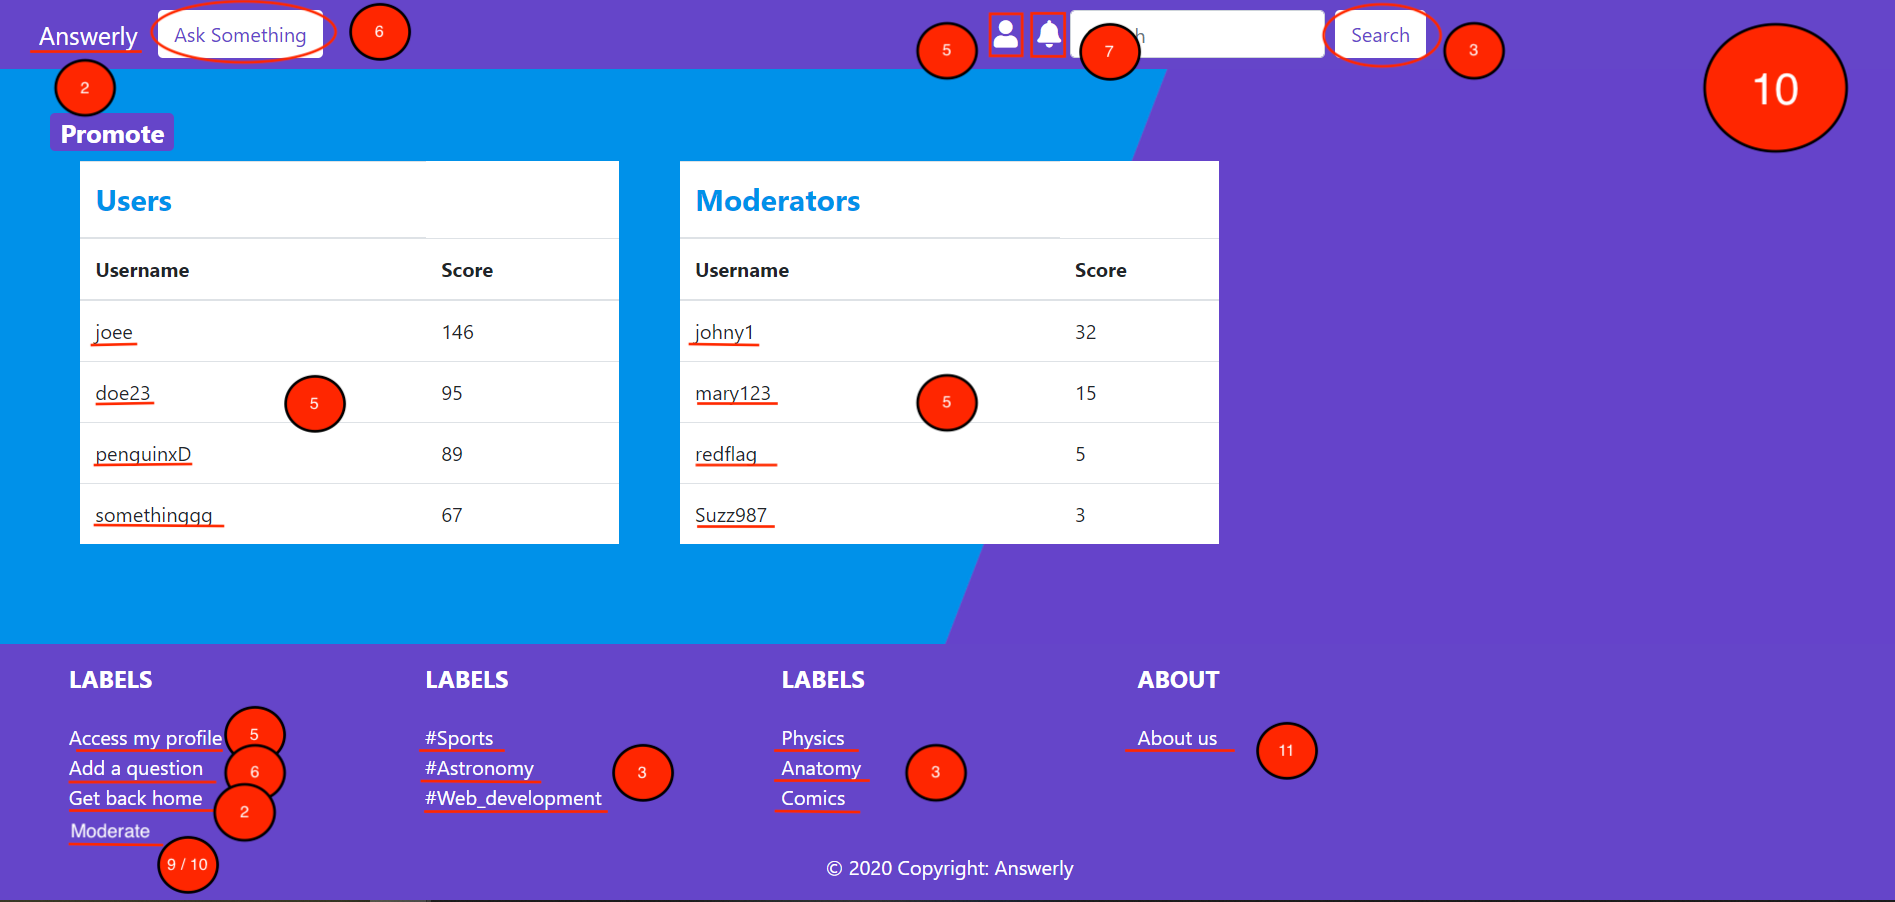 Answerly Ask Something 6 5 7 h Search 3
2 10
Promote
Users
Username Score
joee 146
doe23 95
5
penguinxD 89
somethinggg 67
Moderators
Username Score
johny1 32
mary123 15
5
redflag 5
Suzz987 3
LABELS
Access my profile 5
Add a question 6
Get back home 2
Moderate
9 / 10
LABELS
#Sports
#Astronomy 3
#Web_development
LABELS
Physics
Anatomy 3
Comics
ABOUT
About us 11
© 2020 Copyright: Answerly